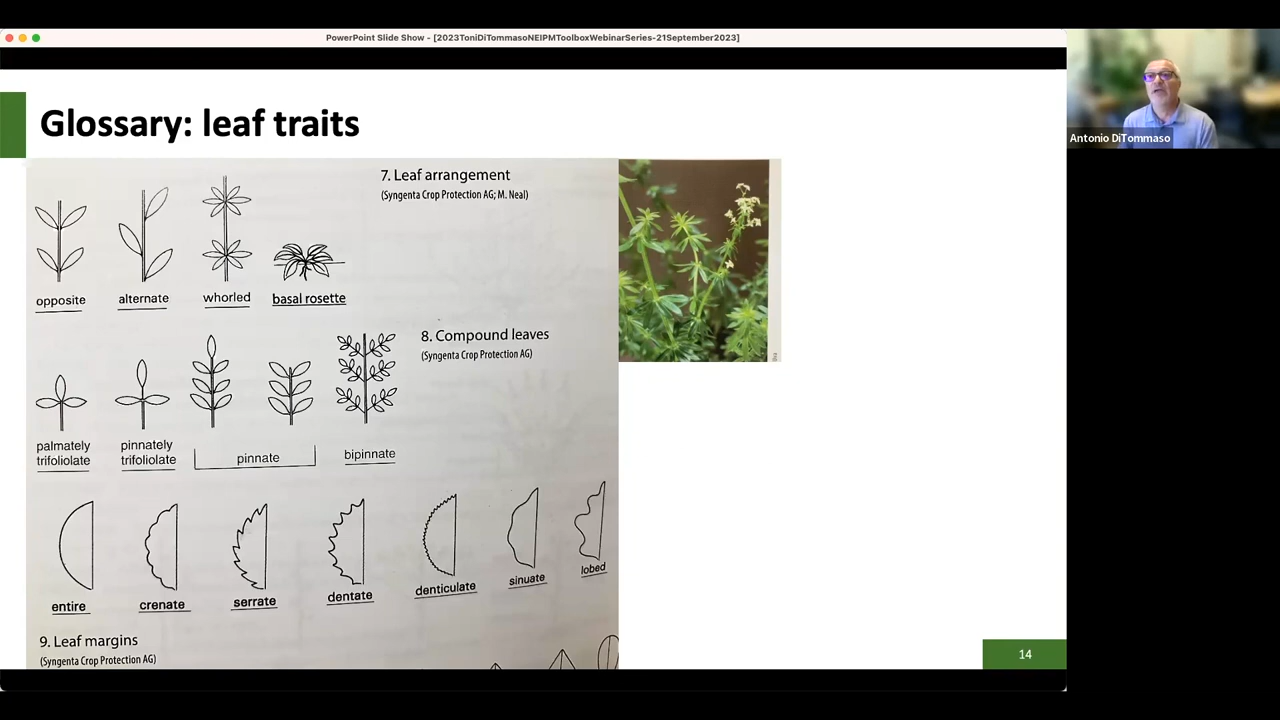 PowerPoint Slide Show - [2023ToniDiTommasoNEIPMToolboxWebinarSeries-21September2023]
Antonio DiTommaso
Glossary: leaf traits
7. Leaf arrangement
(Syngenta Crop Protection AG; M. Neal)
opposite alternate whorled basal rosette
8. Compound leaves
(Syngenta Crop Protection AG)
palmately pinnately
trifoliolate trifoliolate pinnate bipinnate
entire crenate serrate dentate denticulate sinuate lobed
9. Leaf margins
(Syngenta Crop Protection AG)
14